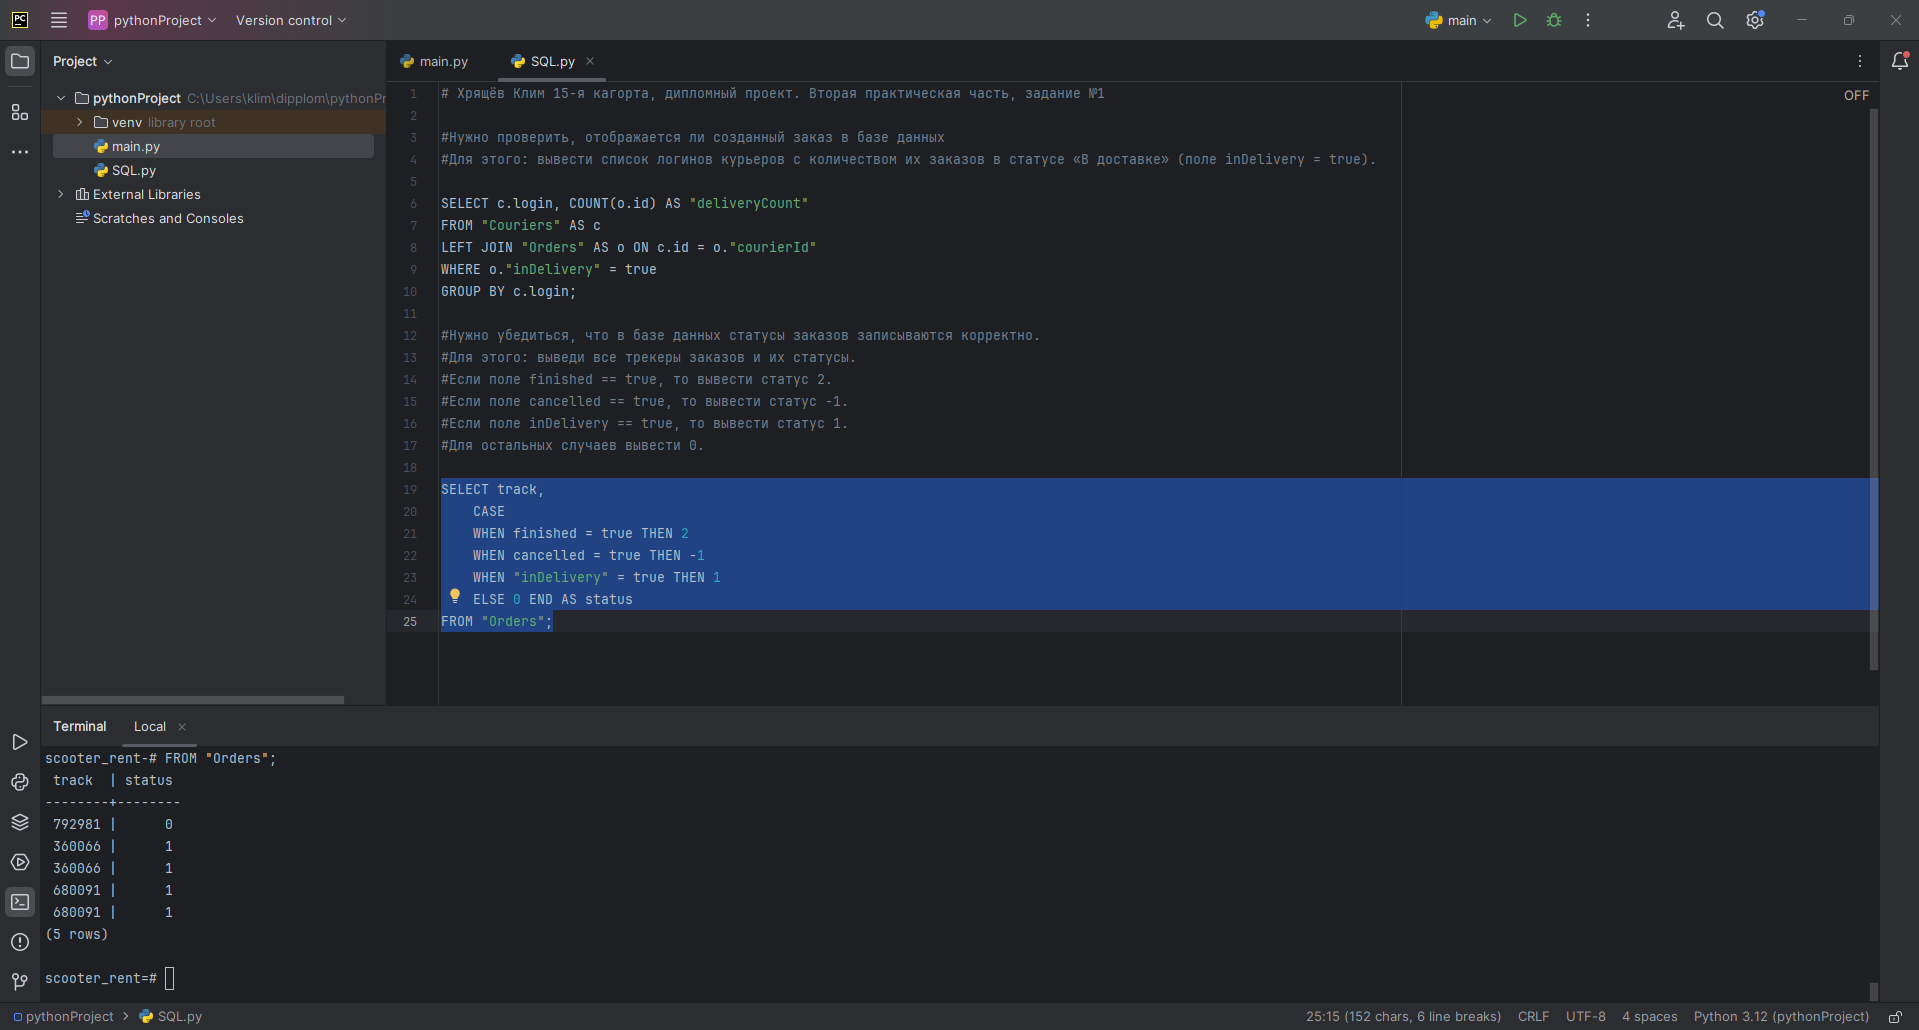 PC
PP pythonProject Version control main
Project main.py SQL.py
pythonProject C:\Users\klim\dipplom\pythonPr
venv library root
main.py
SQL.py
External Libraries
Scratches and Consoles
OFF
1 # Хрящёв Клим 15-я кагорта, дипломный проект. Вторая практическая часть, задание №1
2
3 #Нужно проверить, отображается ли созданный заказ в базе данных
4 #Для этого: вывести список логинов курьеров с количеством их заказов в статусе «В доставке» (поле inDelivery = true).
5
6 SELECT c.login, COUNT(o.id) AS "deliveryCount"
7 FROM "Couriers" AS c
8 LEFT JOIN "Orders" AS o ON c.id = o."courierId"
9 WHERE o."inDelivery" = true
10 GROUP BY c.login;
11
12 #Нужно убедиться, что в базе данных статусы заказов записываются корректно.
13 #Для этого: выведи все трекеры заказов и их статусы.
14 #Если поле finished == true, то вывести статус 2.
15 #Если поле cancelled == true, то вывести статус -1.
16 #Если поле inDelivery == true, то вывести статус 1.
17 #Для остальных случаев вывести 0.
18
19 SELECT track,
20 CASE
21 WHEN finished = true THEN 2
22 WHEN cancelled = true THEN -1
23 WHEN "inDelivery" = true THEN 1
24 ELSE 0 END AS status
25 FROM "Orders";
Terminal Local
scooter_rent-# FROM "Orders";
track | status
--------+--------
792981 | 0
360066 | 1
360066 | 1
680091 | 1
680091 | 1
(5 rows)
scooter_rent=#
pythonProject > SQL.py 25:15 (152 chars, 6 line breaks) CRLF UTF-8 4 spaces Python 3.12 (pythonProject)